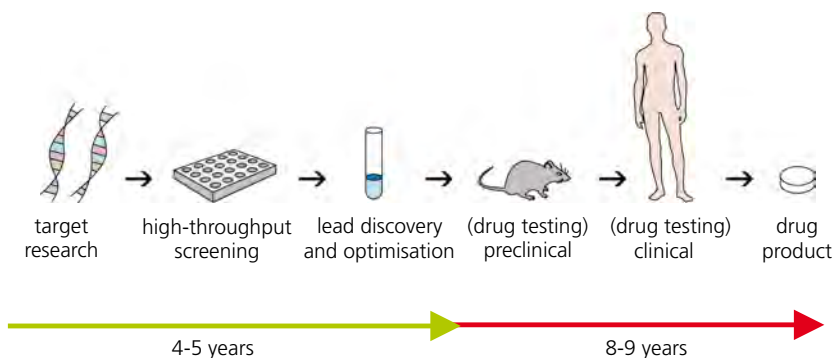 target
research
high-throughput
screening
lead discovery
and optimisation
(drug testing)
preclinical
(drug testing)
clinical
drug
product
4-5 years
8-9 years